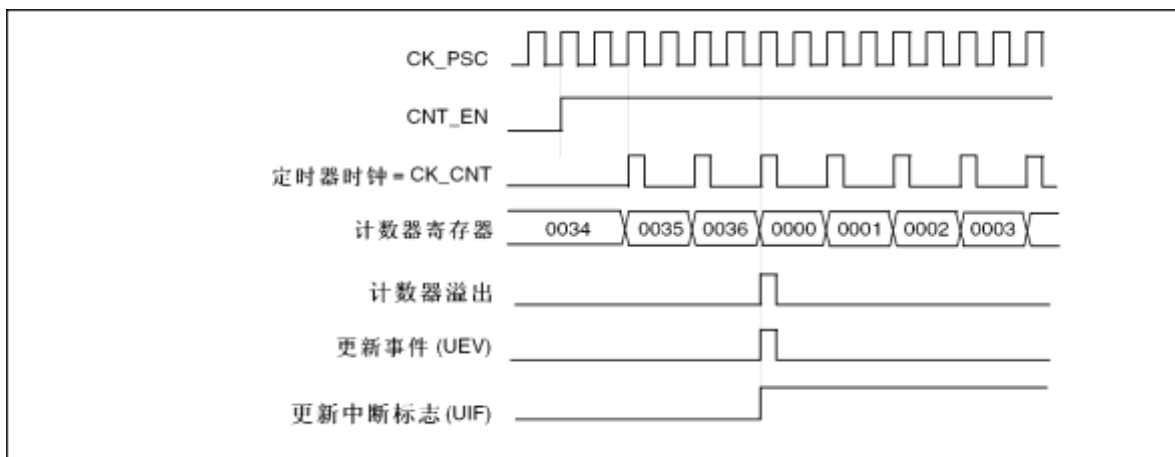 CK_PSC
CNT_EN
定时器时钟 = CK_CNT
计数器寄存器 0034 0035 0036 0000 0001 0002 0003
计数器溢出
更新事件 (UEV)
更新中断标志 (UIF)